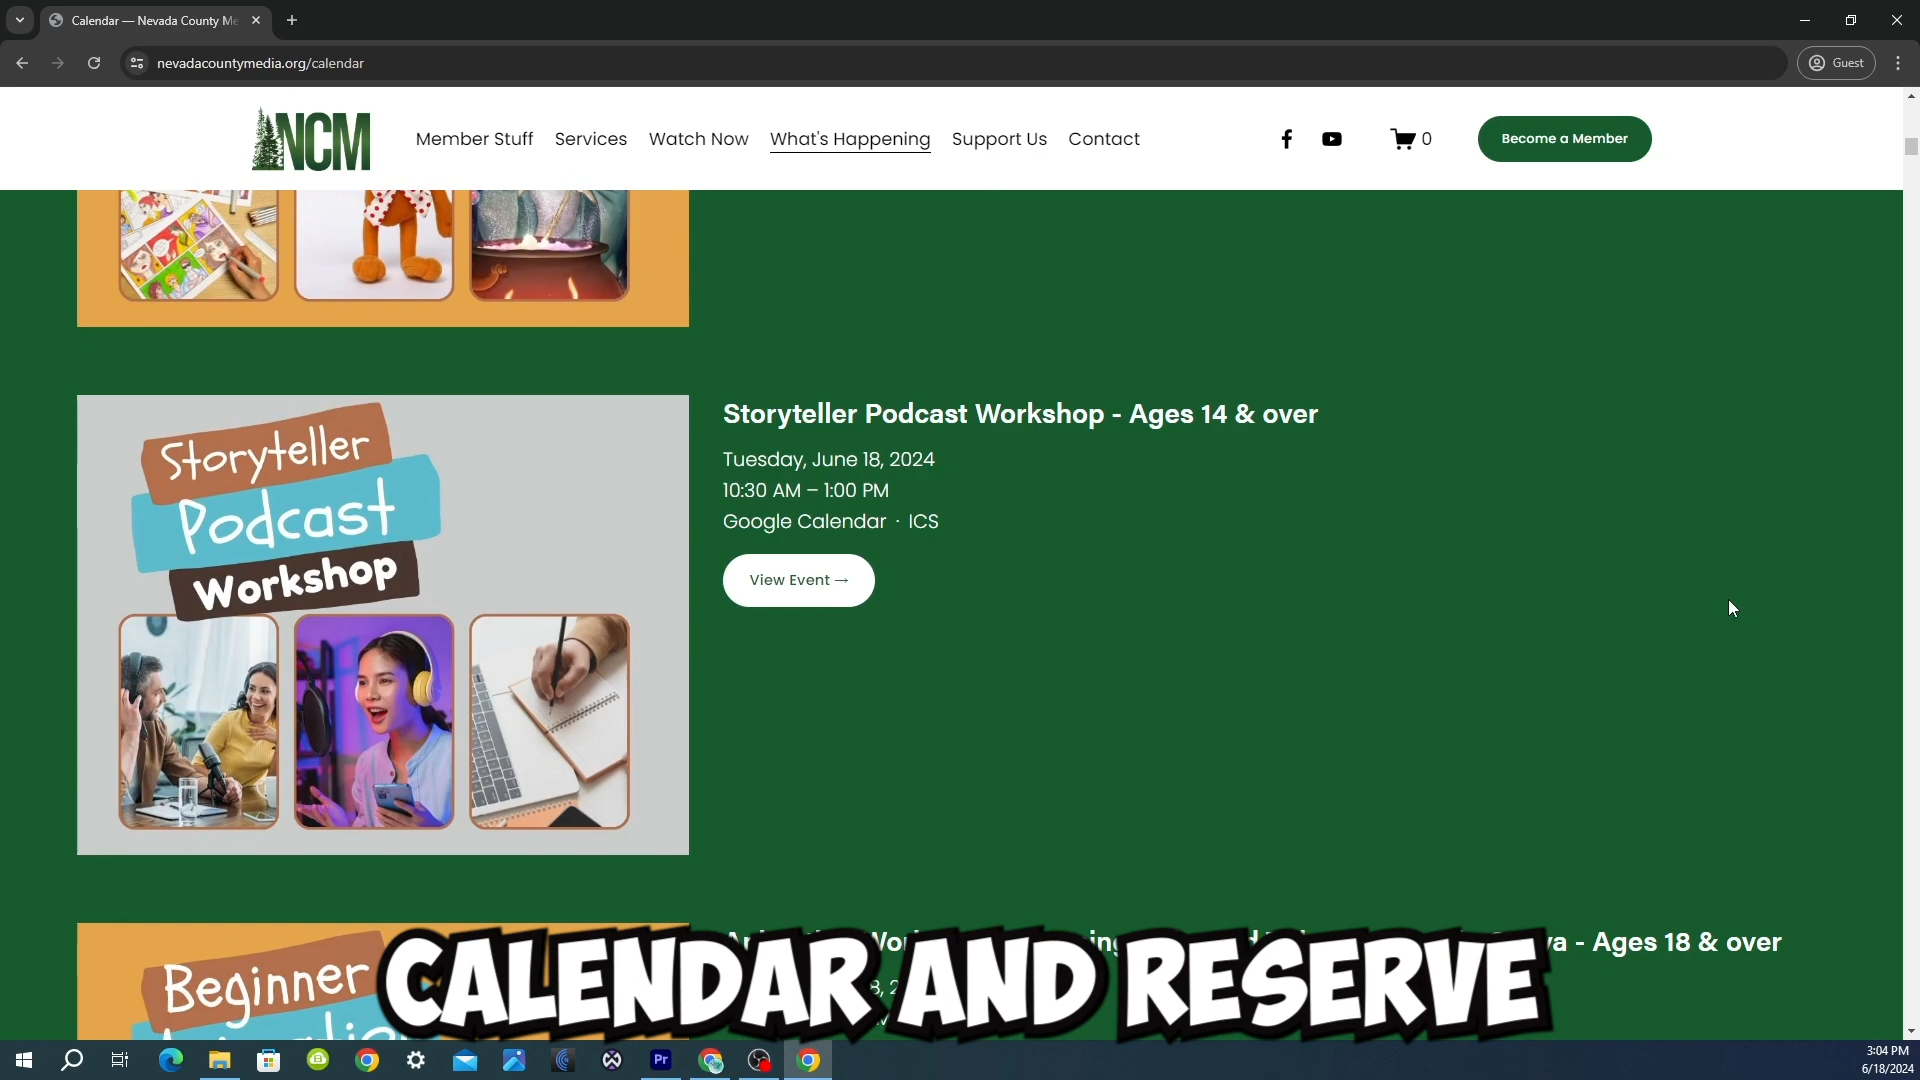 Calendar — Nevada County Me
nevadacountymedia.org/calendar
Guest
NCM
Member Stuff
Services
Watch Now
What's Happening
Support Us
Contact
0
Become a Member
Storyteller
Podcast
Workshop
Storyteller Podcast Workshop - Ages 14 & over
Tuesday, June 18, 2024
10:30 AM – 1:00 PM
Google Calendar · ICS
View Event →
Beginner
- Ages 18 & over
CALENDAR AND RESERVE
Pr
3:04 PM
6/18/2024